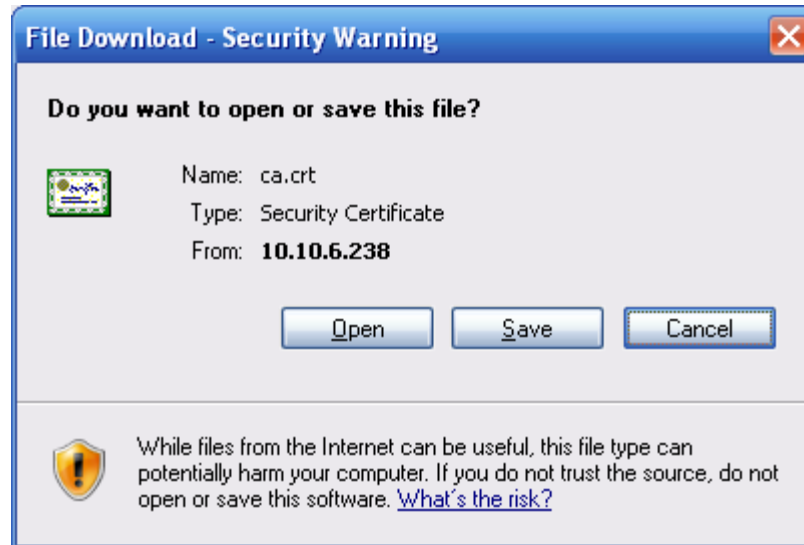 File Download - Security Warning
Do you want to open or save this file?
Name: ca.crt
Type: Security Certificate
From: 10.10.6.238
Open Save Cancel
While files from the Internet can be useful, this file type can
potentially harm your computer. If you do not trust the source, do not
open or save this software. What's the risk?